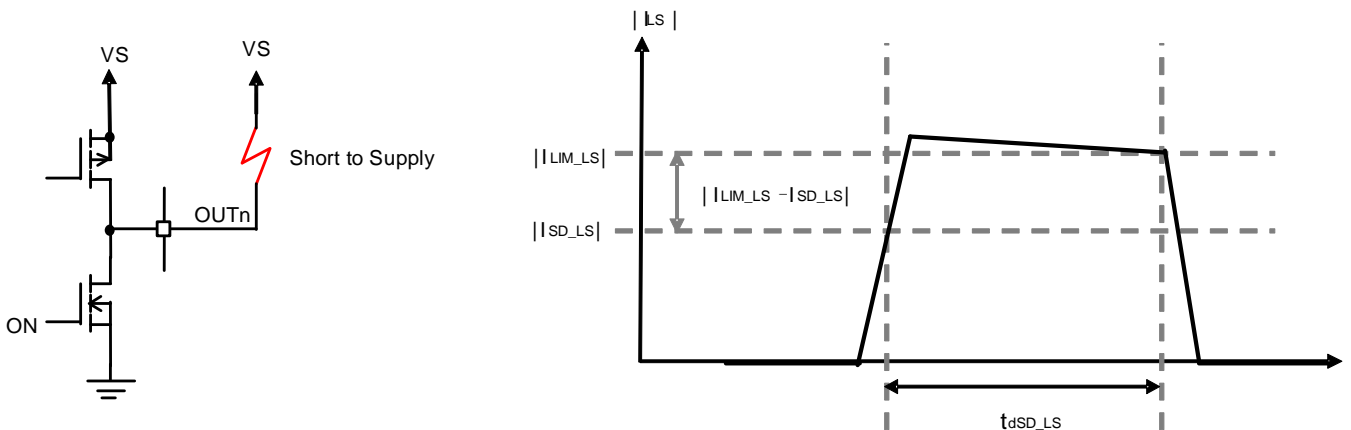 VS
VS
Short to Supply
OUTn
ON
| ILS |
| ILIM_LS|
| ILIM_LS –ISD_LS|
| ISD_LS|
tdSD_LS